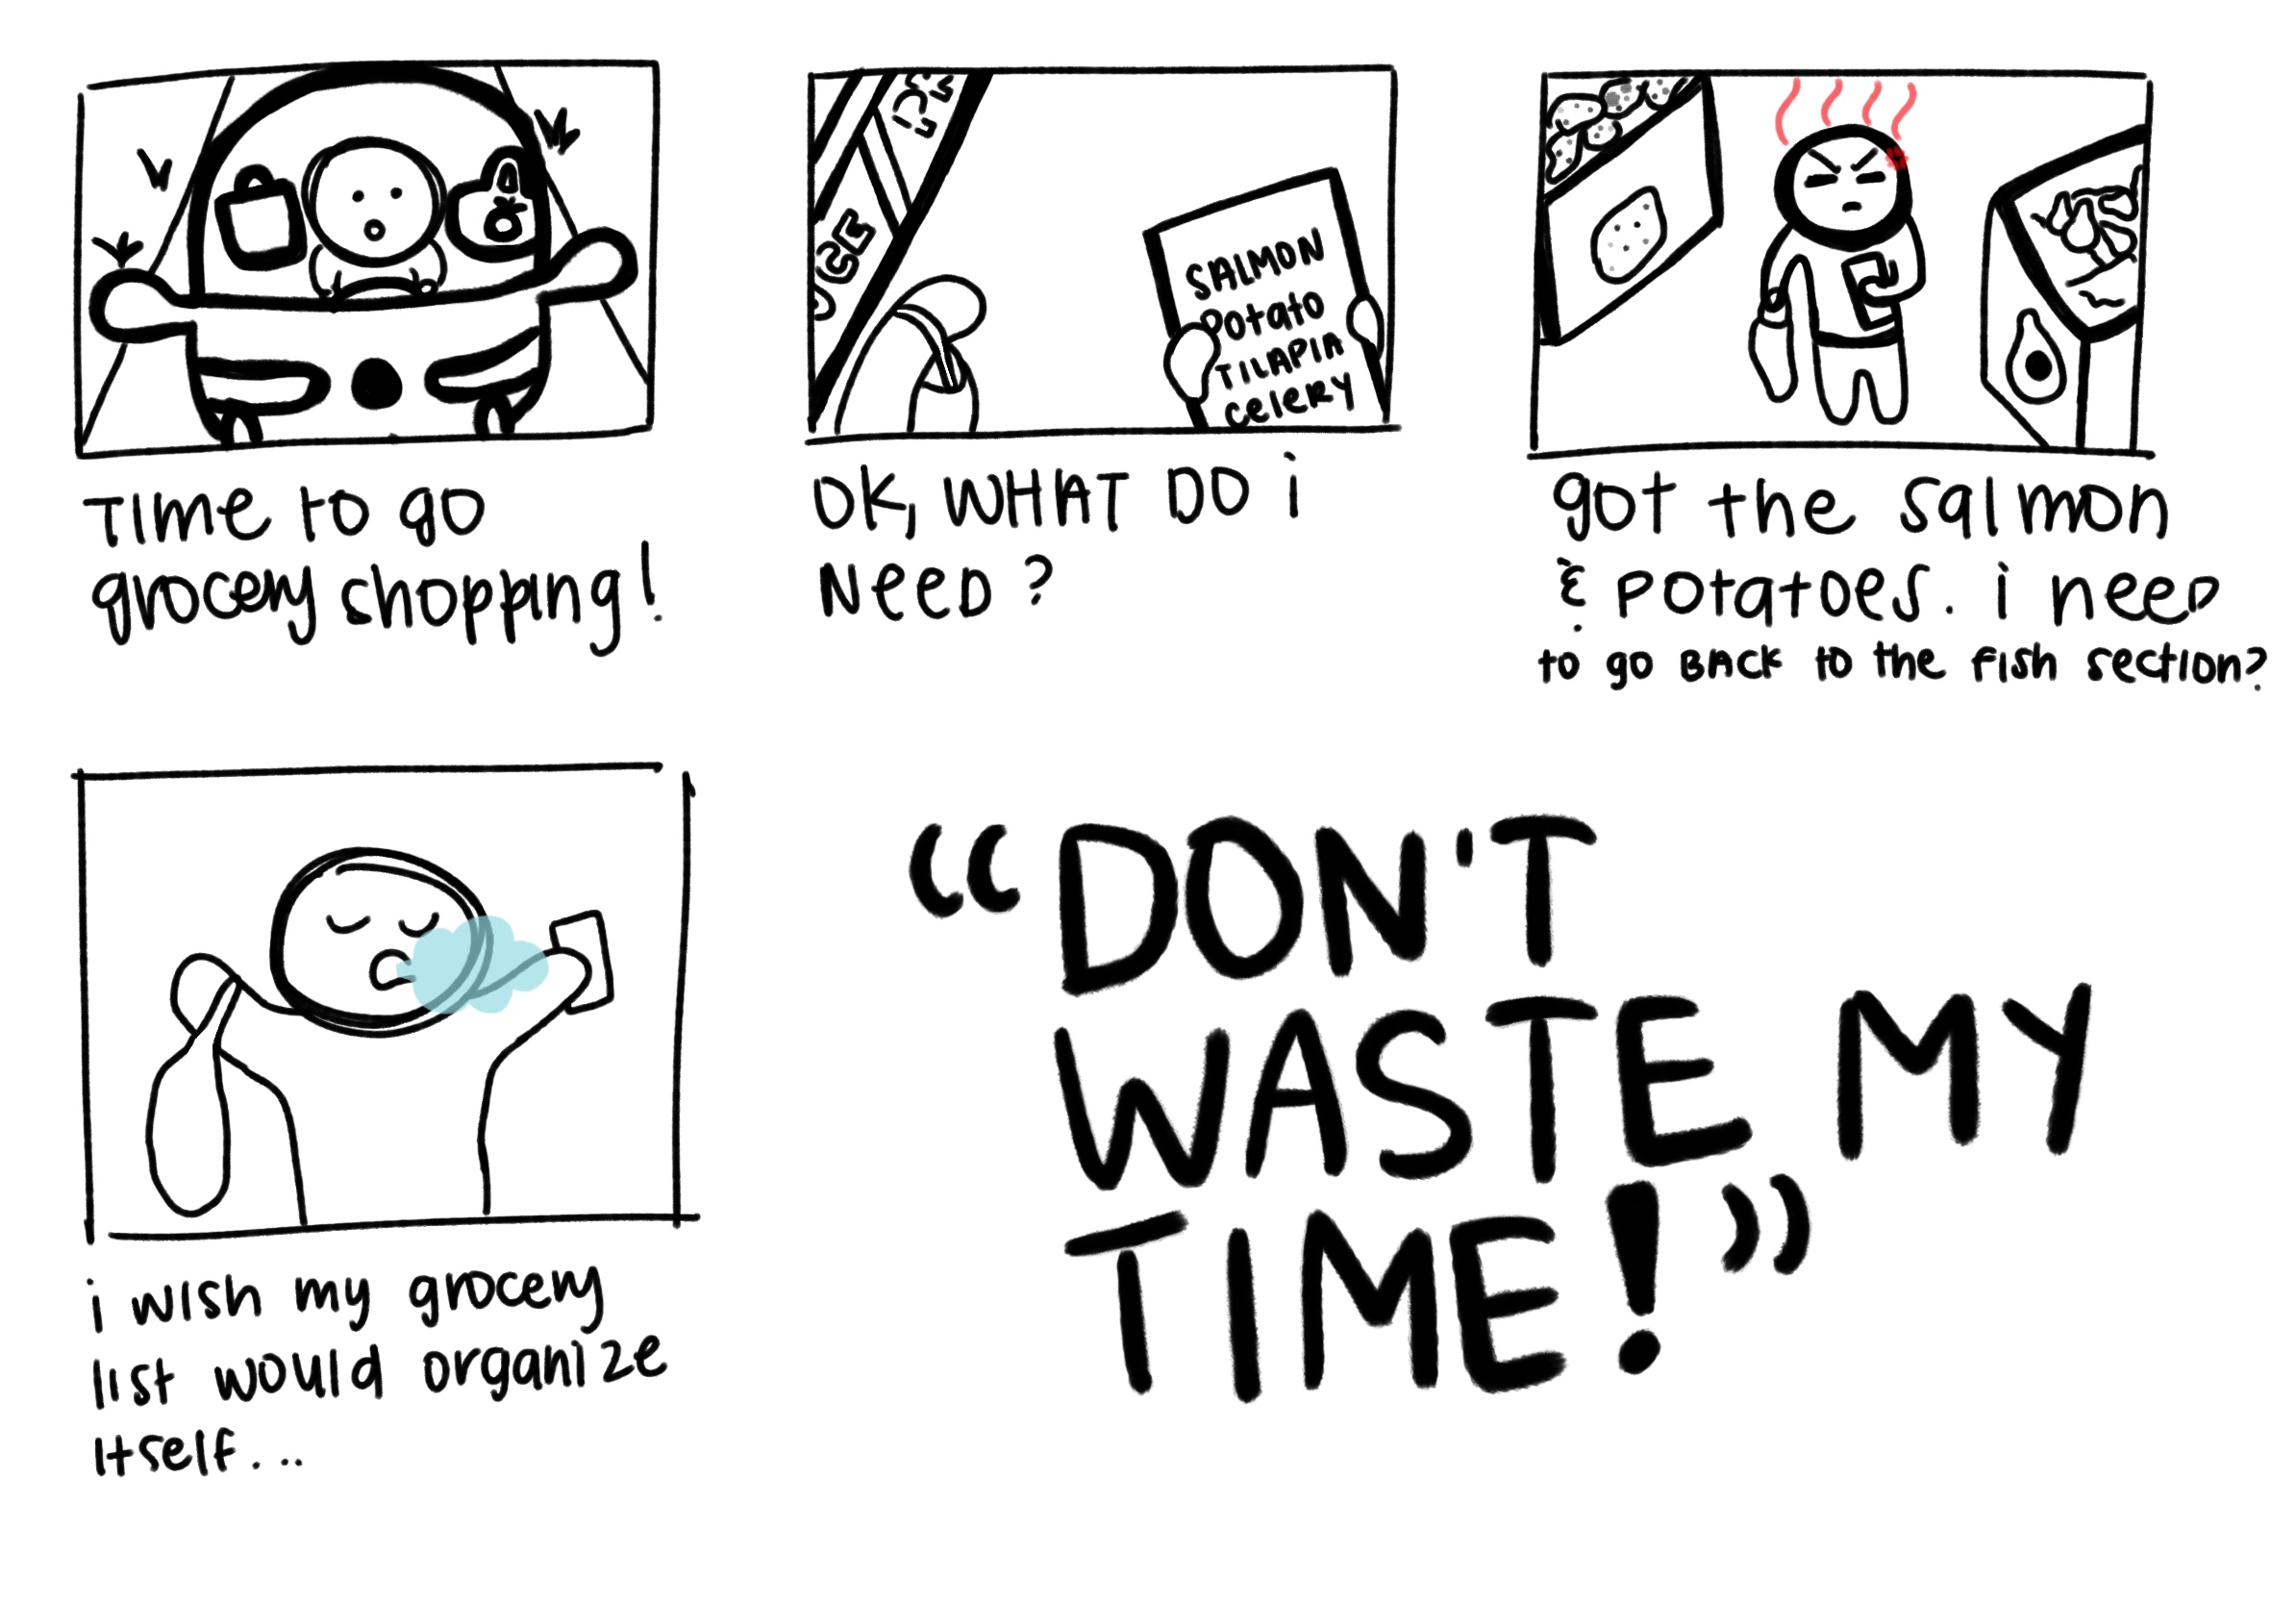 TIME to go
grocery shopping!
SALMON
Potato
TILAPIA
celery
OK, WHAT DO i
NeeD?
got the salmon
& potatoes. i need
to go BACK to the fish section?
i wish my grocery
list would organize
itself...
“DON'T
WASTE MY
TIME!”